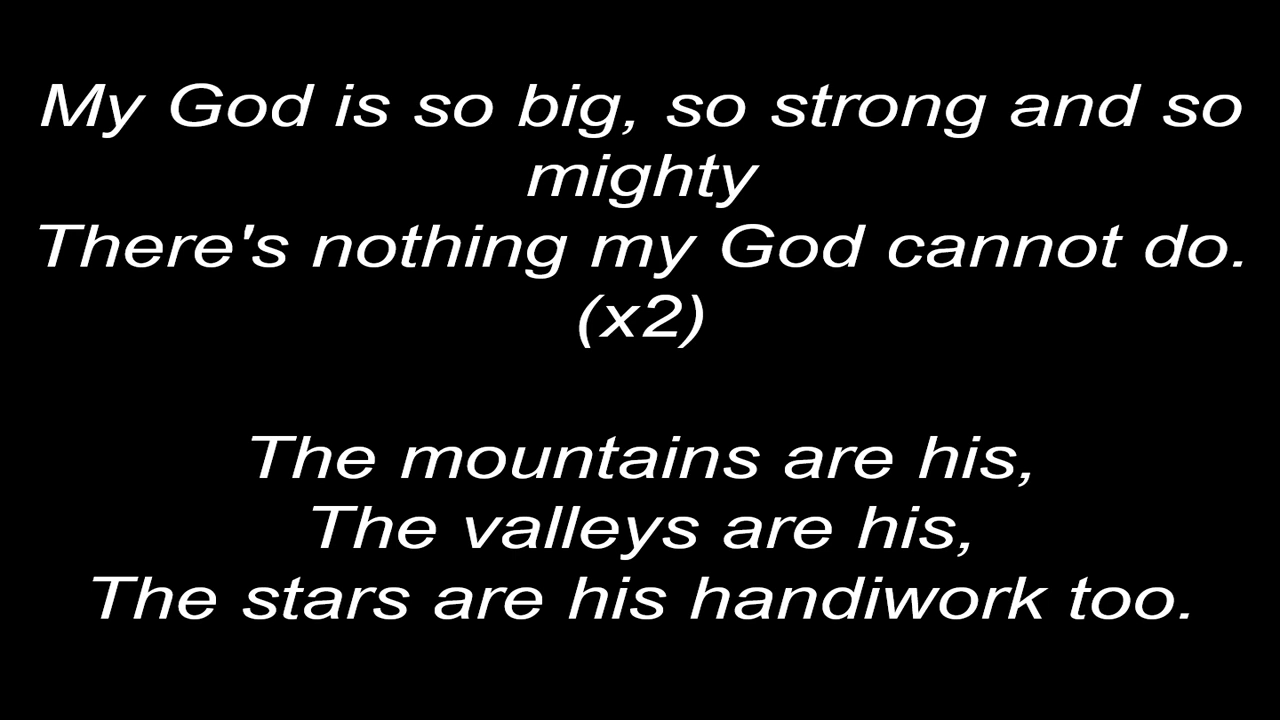 My God is so big, so strong and so
mighty
There's nothing my God cannot do.
(x2)
The mountains are his,
The valleys are his,
The stars are his handiwork too.